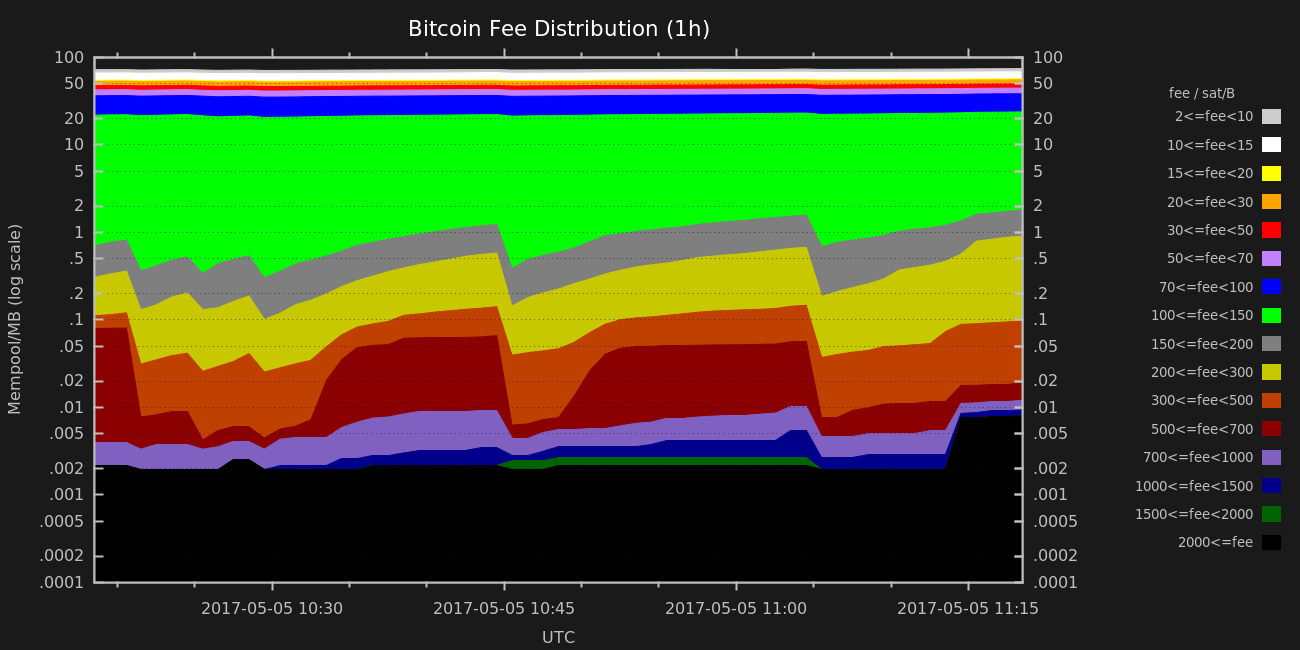 Bitcoin Fee Distribution (1h)
Mempool/MB (log scale)
100
50
20
10
5
2
1
.5
.2
.1
.05
.02
.01
.005
.002
.001
.0005
.0002
.0001
100
50
20
10
5
2
1
.5
.2
.1
.05
.02
.01
.005
.002
.001
.0005
.0002
.0001
2017-05-05 10:30
2017-05-05 10:45
2017-05-05 11:00
2017-05-05 11:15
UTC
fee / sat/B
2<=fee<10
10<=fee<15
15<=fee<20
20<=fee<30
30<=fee<50
50<=fee<70
70<=fee<100
100<=fee<150
150<=fee<200
200<=fee<300
300<=fee<500
500<=fee<700
700<=fee<1000
1000<=fee<1500
1500<=fee<2000
2000<=fee